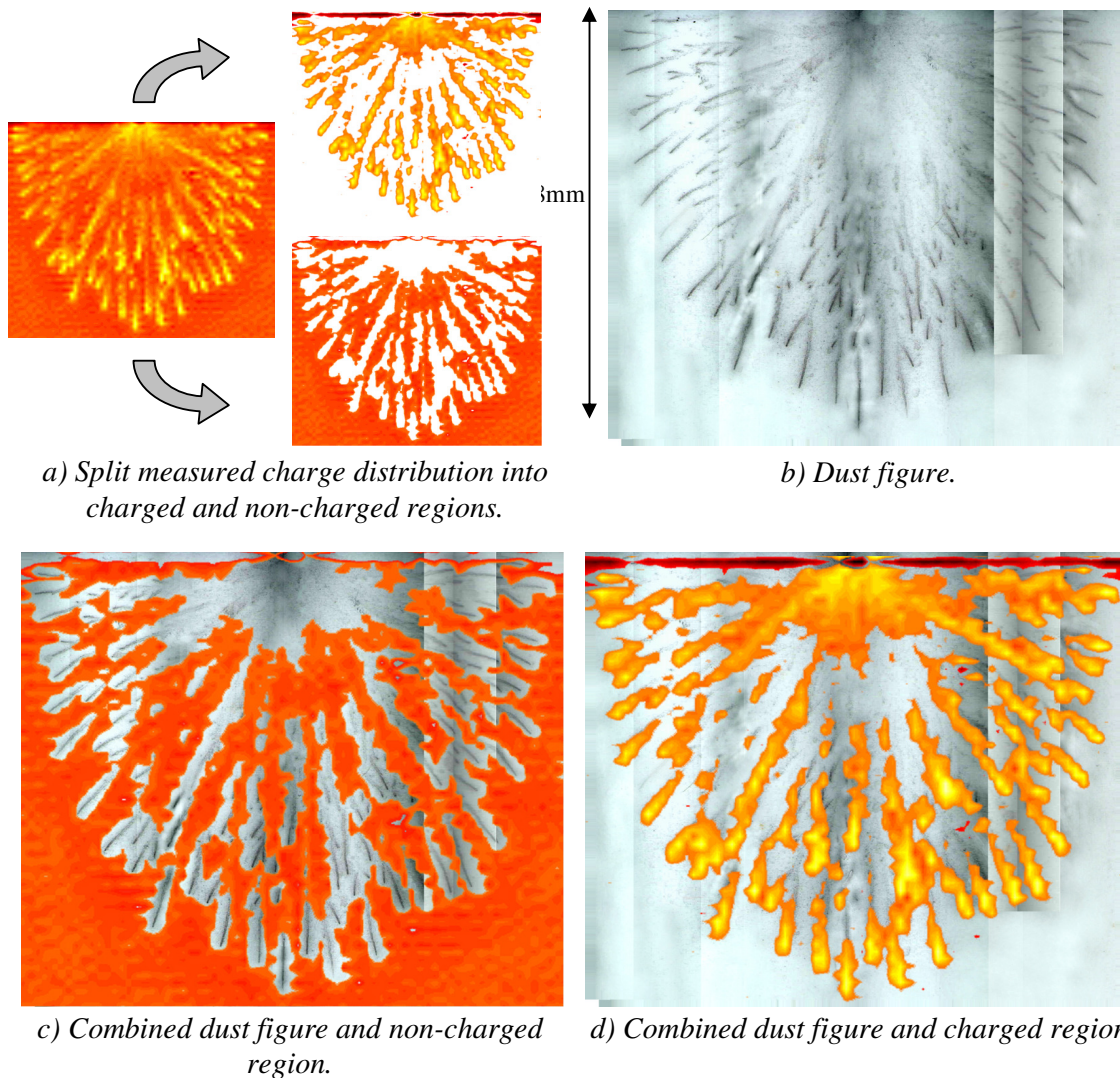 3mm
a) Split measured charge distribution into
charged and non-charged regions.
b) Dust figure.
c) Combined dust figure and non-charged
region.
d) Combined dust figure and charged region